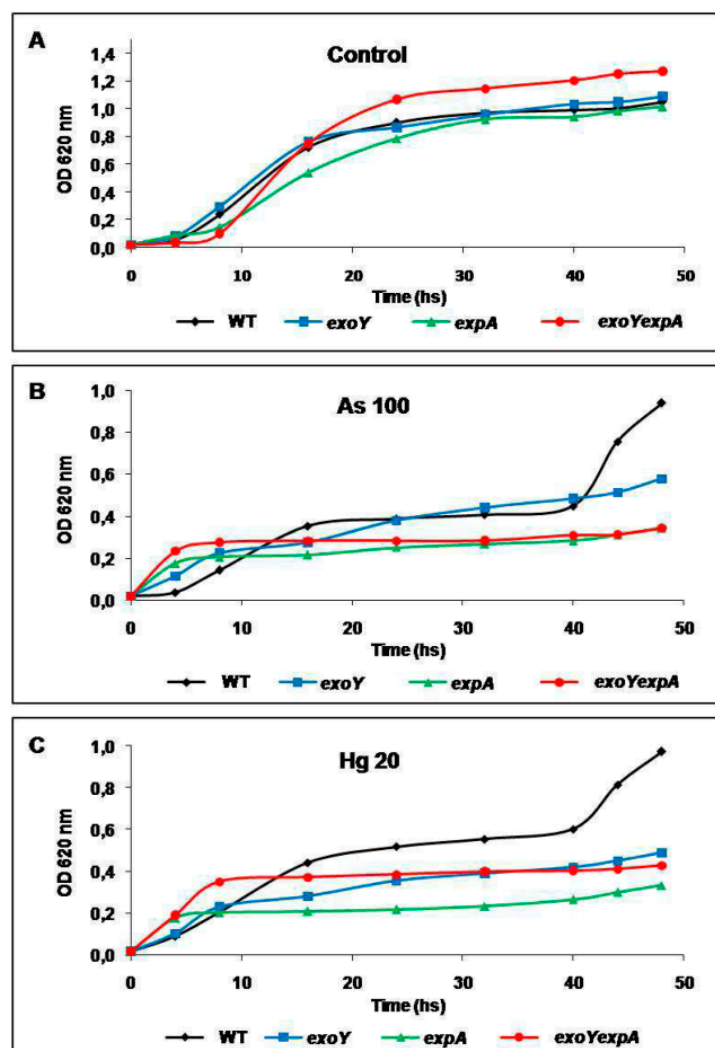 A
Control
1,4
1,2
1,0
0,8
0,6
0,4
0,2
0,0
OD 620 nm
0 10 20 30 40 50
Time (hs)
WT exoY expA exoYexpA
B
As 100
1,0
0,8
0,6
0,4
0,2
0,0
OD 620 nm
0 10 20 30 40 50
Time (hs)
WT exoY expA exoYexpA
C
Hg 20
1,0
0,8
0,6
0,4
0,2
0,0
OD 620 nm
0 10 20 30 40 50
Time (hs)
WT exoY expA exoYexpA